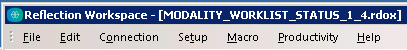 Reflection Workspace - [MODALITY_WORKLIST_STATUS_1_4.rdox]
File Edit Connection Setup Macro Productivity Help